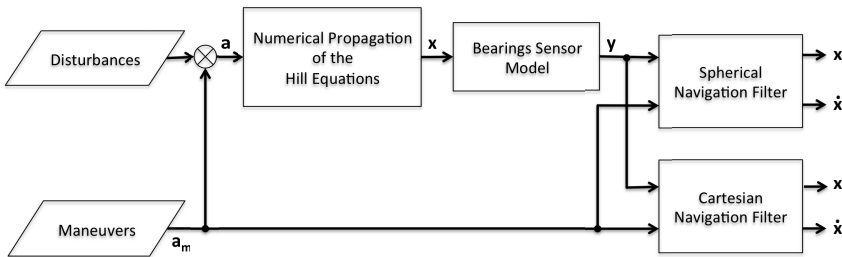 Disturbances
a
Numerical Propagation
of the
Hill Equations
x
Bearings Sensor
Model
y
Spherical
Navigation Filter
x
ẋ
Cartesian
Navigation Filter
x
ẋ
Maneuvers
aₘ